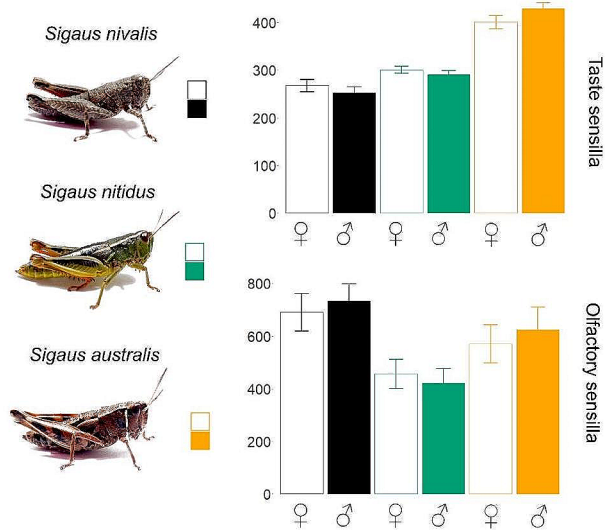 Sigaus nivalis
Sigaus nitidus
Sigaus australis
400
300
200
100
0
♀ ♂ ♀ ♂ ♀ ♂
Taste sensilla
800
600
400
200
0
♀ ♂ ♀ ♂ ♀ ♂
Olfactory sensilla